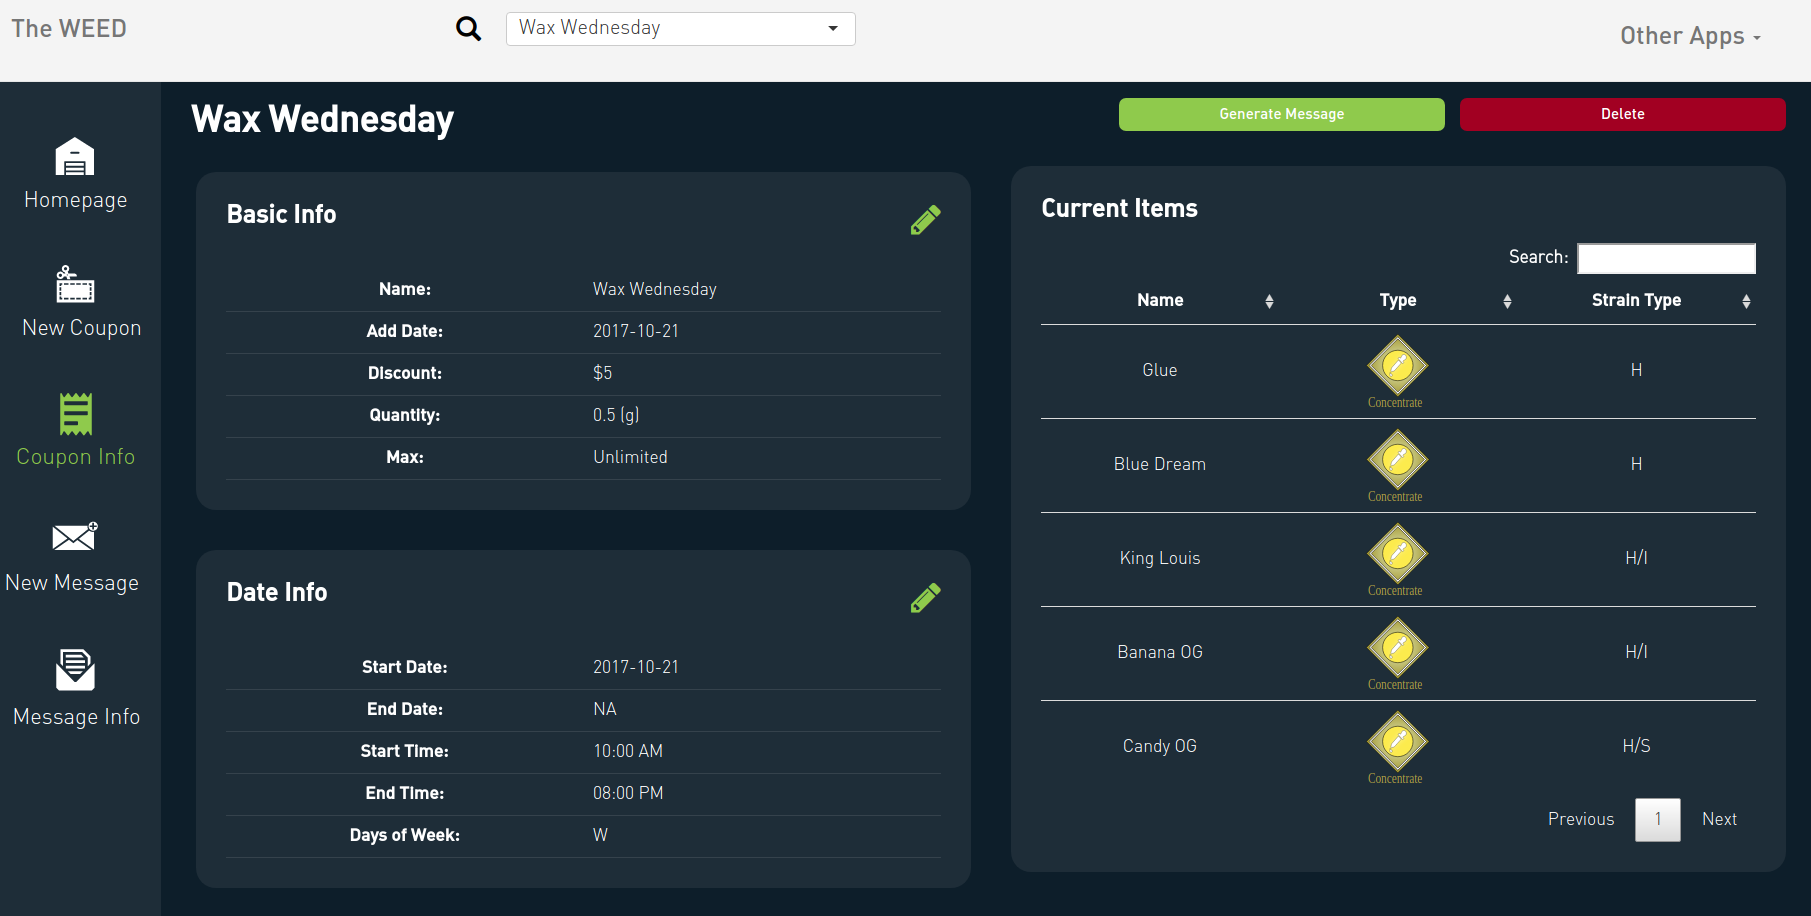 The WEED
Wax Wednesday
Other Apps
Homepage
New Coupon
Coupon Info
New Message
Message Info
Wax Wednesday
Generate Message
Delete
Basic Info
Name: Wax Wednesday
Add Date: 2017-10-21
Discount: $5
Quantity: 0.5 (g)
Max: Unlimited
Date Info
Start Date: 2017-10-21
End Date: NA
Start Time: 10:00 AM
End Time: 08:00 PM
Days of Week: W
Current Items
Search:
Name Type Strain Type
Glue H
Concentrate
Blue Dream H
Concentrate
King Louis H/I
Concentrate
Banana OG H/I
Concentrate
Candy OG H/S
Concentrate
Previous 1 Next